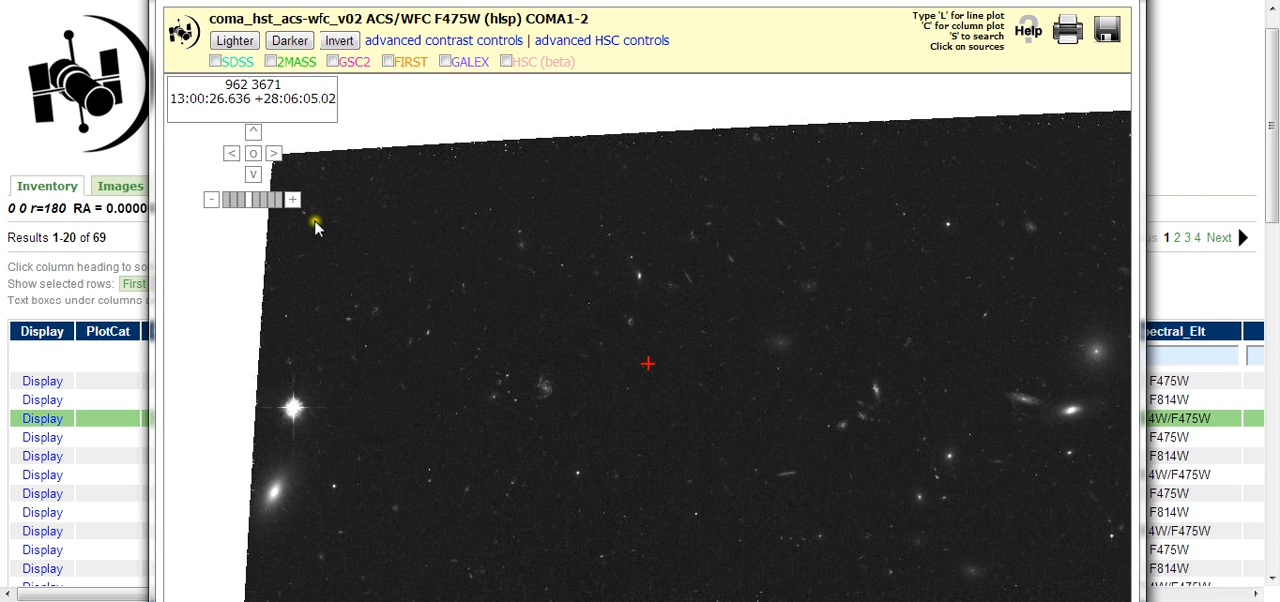 coma_hst_acs-wfc_v02 ACS/WFC F475W (hlsp) COMA1-2
Lighter Darker Invert advanced contrast controls | advanced HSC controls
SDSS 2MASS GSC2 FIRST GALEX HSC (beta)
Type 'L' for line plot
'C' for column plot
'S' to search
Click on sources
Help
962 3671
13:00:26.636 +28:06:05.02
^
< o >
v
- +
Inventory Images
0 0 r=180 RA = 0.0000
Results 1-20 of 69
us 1 2 3 4 Next
Click column heading to so
Show selected rows: First
Text boxes under columns
Display PlotCat pectral_Elt
Display F475W
Display F814W
Display 4W/F475W
Display F475W
Display F814W
Display 4W/F475W
Display F475W
Display F814W
Display 4W/F475W
Display F475W
Display F814W